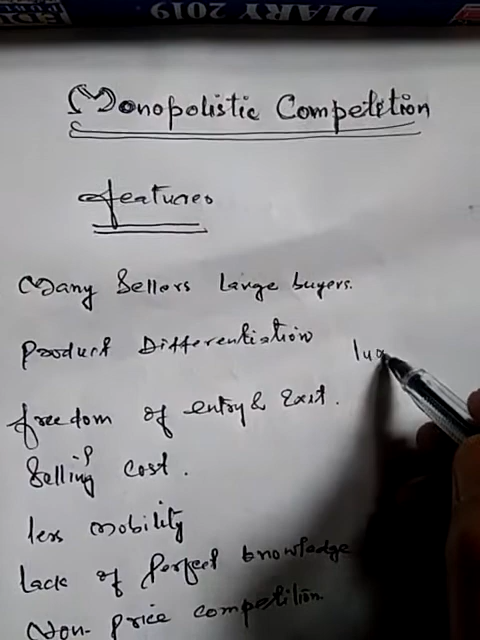 DIARY 2019
Monopolistic Competition
features
Many Sellers Large buyers.
Product Differentiation
lux
freedom of entry & Exit.
Selling cost.
less mobility
Lack of Perfect knowledge
Non-Price competition